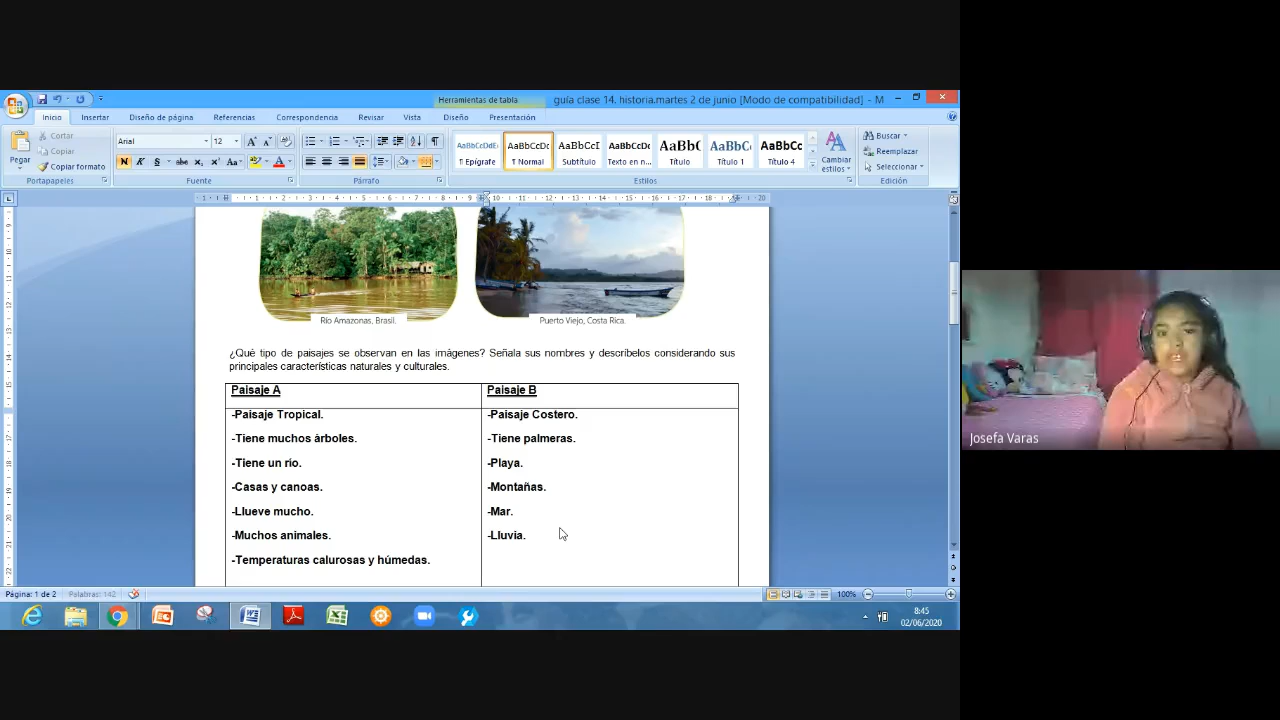 Herramientas de tabla
guía clase 14. historia.martes 2 de junio [Modo de compatibilidad] - M
Inicio Insertar Diseño de página Referencias Correspondencia Revisar Vista Diseño Presentación
Pegar
Cortar
Copiar
Copiar formato
Portapapeles
Arial 12
N K S abc x₂ x² Aa
Fuente
Párrafo
AaBbCcDdE AaBbCcDc AaBbCcI AaBbCcDc AaBbC AaBbCc AaBbCc
¶ Epígrafe ¶ Normal Subtítulo Texto en n... Título Título 1 Título 4
Cambiar
estilos
Estilos
Buscar
Reemplazar
Seleccionar
Edición
Río Amazonas, Brasil. Puerto Viejo, Costa Rica.
¿Qué tipo de paisajes se observan en las imágenes? Señala sus nombres y descríbelos considerando sus
principales características naturales y culturales.
Paisaje A
-Paisaje Tropical.
-Tiene muchos árboles.
-Tiene un río.
-Casas y canoas.
-Llueve mucho.
-Muchos animales.
-Temperaturas calurosas y húmedas.
Paisaje B
-Paisaje Costero.
-Tiene palmeras.
-Playa.
-Montañas.
-Mar.
-Lluvia.
Página: 1 de 2 Palabras: 142
100%
8:45
02/06/2020
Josefa Varas